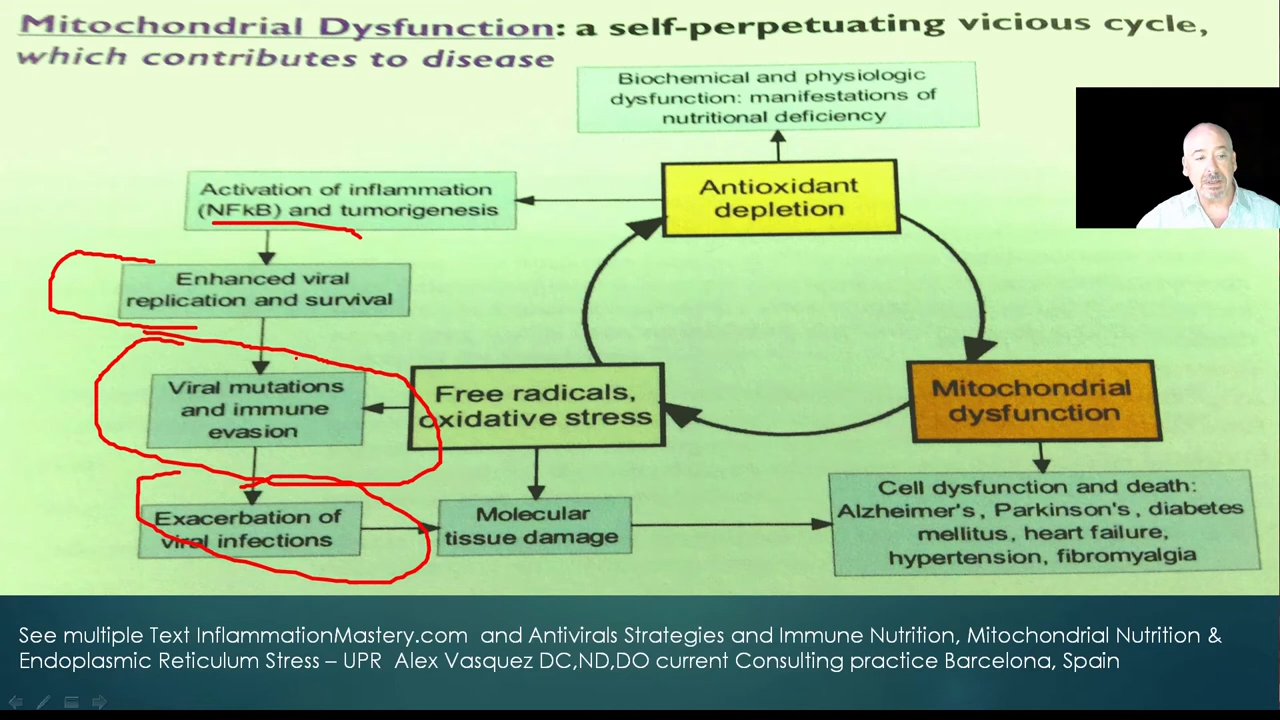 Mitochondrial Dysfunction: a self-perpetuating vicious cycle,
which contributes to disease
Biochemical and physiologic
dysfunction: manifestations of
nutritional deficiency
Activation of inflammation
(NFkB) and tumorigenesis
Antioxidant
depletion
Enhanced viral
replication and survival
Viral mutations
and immune
evasion
Free radicals,
oxidative stress
Mitochondrial
dysfunction
Exacerbation of
viral infections
Molecular
tissue damage
Cell dysfunction and death:
Alzheimer's, Parkinson's, diabetes
mellitus, heart failure,
hypertension, fibromyalgia
See multiple Text InflammationMastery.com and Antivirals Strategies and Immune Nutrition, Mitochondrial Nutrition &
Endoplasmic Reticulum Stress – UPR Alex Vasquez DC,ND,DO current Consulting practice Barcelona, Spain